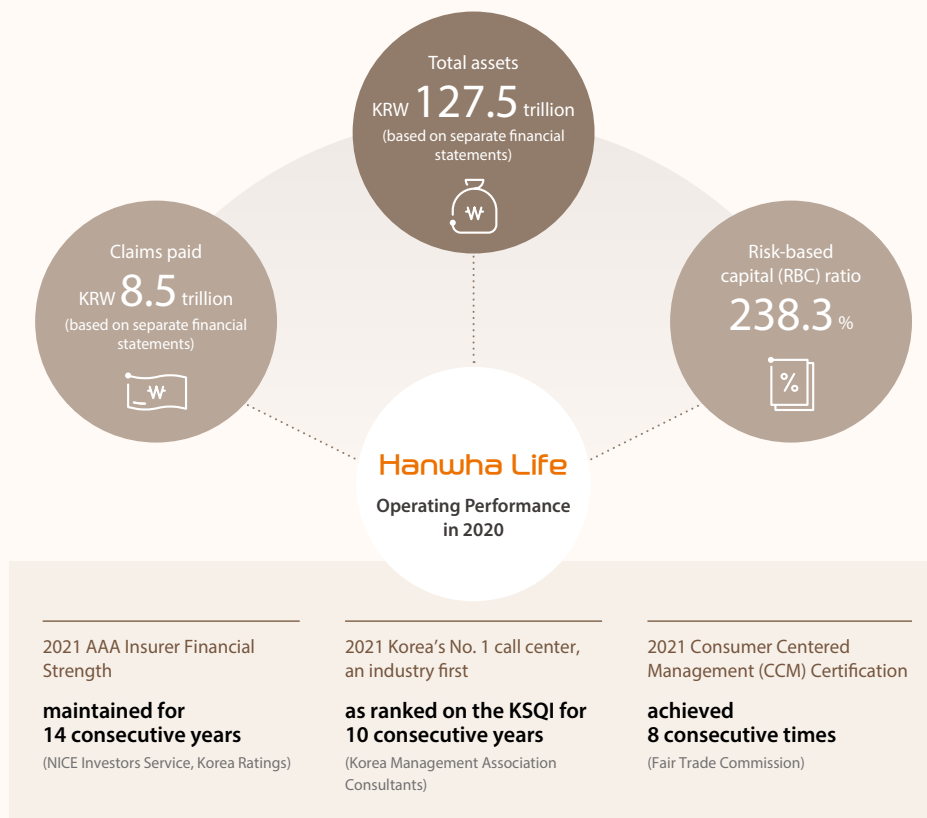 Total assets
KRW 127.5 trillion
(based on separate financial
statements)
₩
Claims paid
KRW 8.5 trillion
(based on separate financial
statements)
₩
Risk-based
capital (RBC) ratio
238.3 %
%
Hanwha Life
Operating Performance
in 2020
2021 AAA Insurer Financial
Strength
maintained for
14 consecutive years
(NICE Investors Service, Korea Ratings)
2021 Korea's No. 1 call center,
an industry first
as ranked on the KSQI for
10 consecutive years
(Korea Management Association
Consultants)
2021 Consumer Centered
Management (CCM) Certification
achieved
8 consecutive times
(Fair Trade Commission)